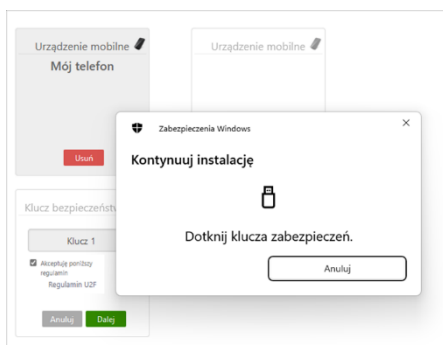 Urządzenie mobilne
Mój telefon
Usuń
Urządzenie mobilne
Zabezpieczenia Windows
Kontynuuj instalację
Dotknij klucza zabezpieczeń.
Anuluj
Klucz bezpieczeństw
Klucz 1
Akceptuję poniższy
regulamin
Regulamin U2F
Anuluj
Dalej